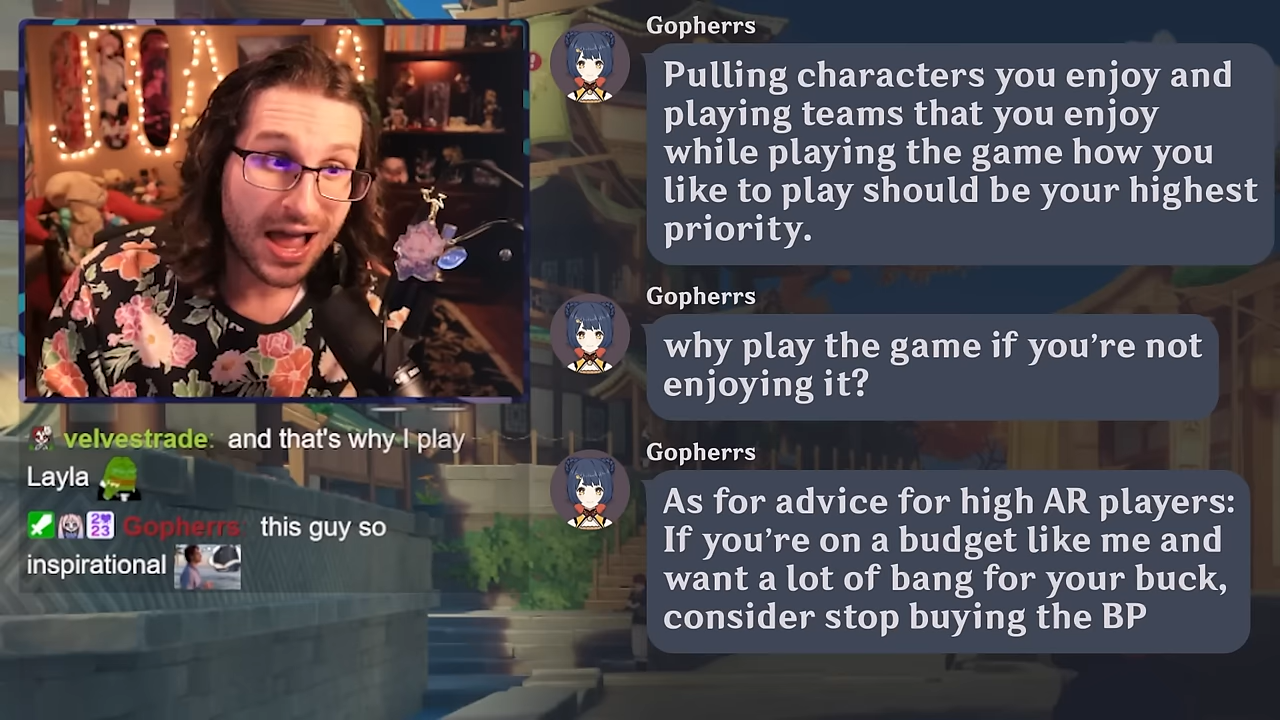 Gopherrs
Pulling characters you enjoy and
playing teams that you enjoy
while playing the game how you
like to play should be your highest
priority.
Gopherrs
why play the game if you're not
enjoying it?
Gopherrs
As for advice for high AR players:
If you're on a budget like me and
want a lot of bang for your buck,
consider stop buying the BP
velvestrade: and that's why I play
Layla
2 23 Gopherrs this guy so
inspirational